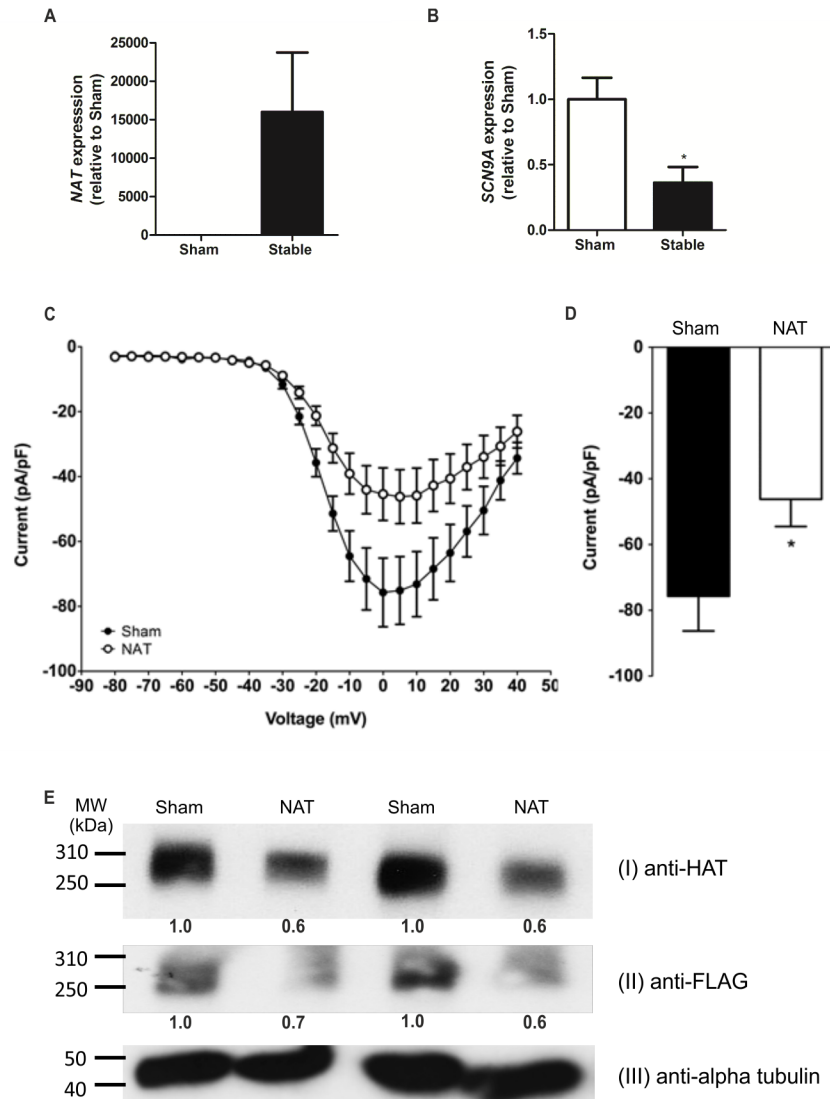 A
NAT expresssion
(relative to Sham)
25000
20000
15000
10000
5000
0
Sham Stable
B
SCN9A expression
(relative to Sham)
1.5
1.0
0.5
0.0
*
Sham Stable
C
Current (pA/pF)
0
-20
-40
-60
-80
-100
Sham
NAT
-90 -80 -70 -60 -50 -40 -30 -20 -10 0 10 20 30 40 50
Voltage (mV)
D
Sham NAT
Current (pA/pF)
0
-20
-40
-60
-80
-100
*
E
MW
(kDa)
Sham NAT Sham NAT
310
250
(I) anti-HAT
1.0 0.6 1.0 0.6
310
250
(II) anti-FLAG
1.0 0.7 1.0 0.6
50
40
(III) anti-alpha tubulin